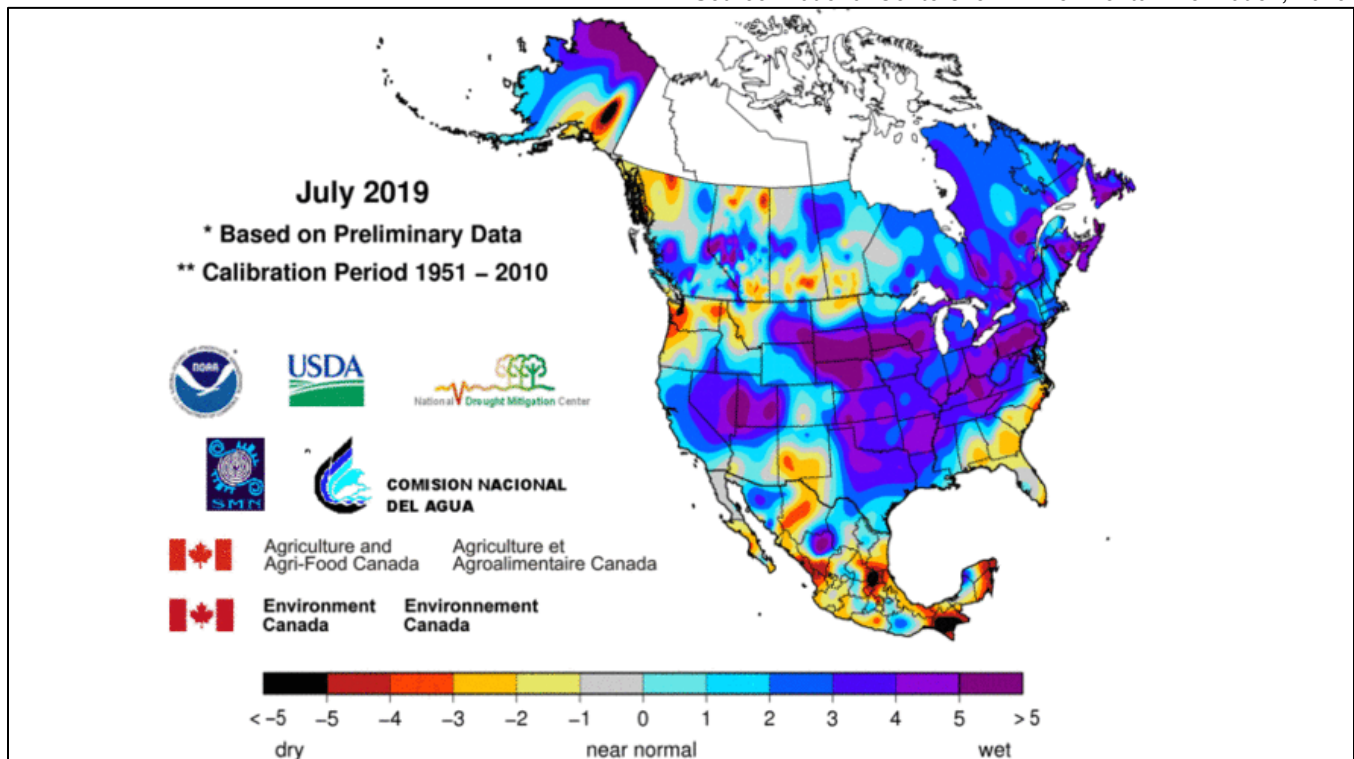 July 2019
* Based on Preliminary Data
** Calibration Period 1951 – 2010
NOAA
USDA
National Drought Mitigation Center
SMN
COMISION NACIONAL
DEL AGUA
Agriculture and Agriculture et
Agri-Food Canada Agroalimentaire Canada
Environment Environnement
Canada Canada
< −5 −5 −4 −3 −2 −1 0 1 2 3 4 5 > 5
dry near normal wet